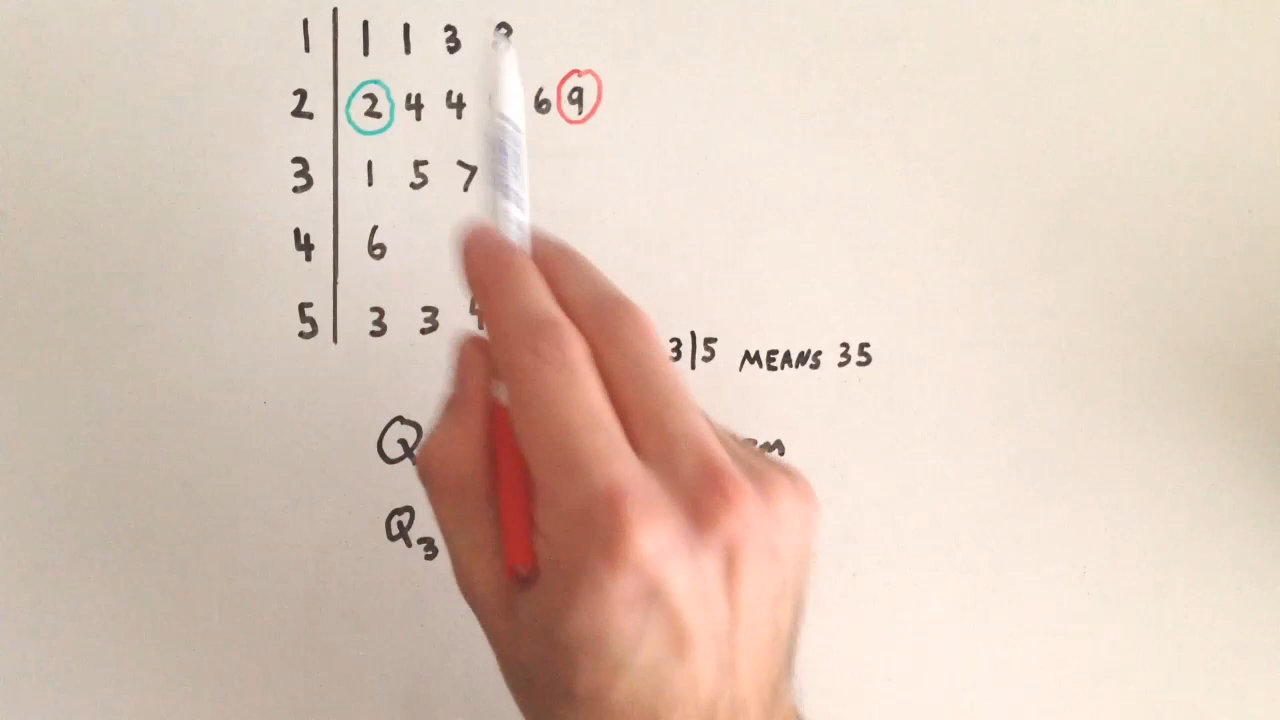 1 | 1 1 3
2 | 2 4 4 6 9
3 | 1 5 7
4 | 6
5 | 3 3
3|5 MEANS 35
Q
Q3